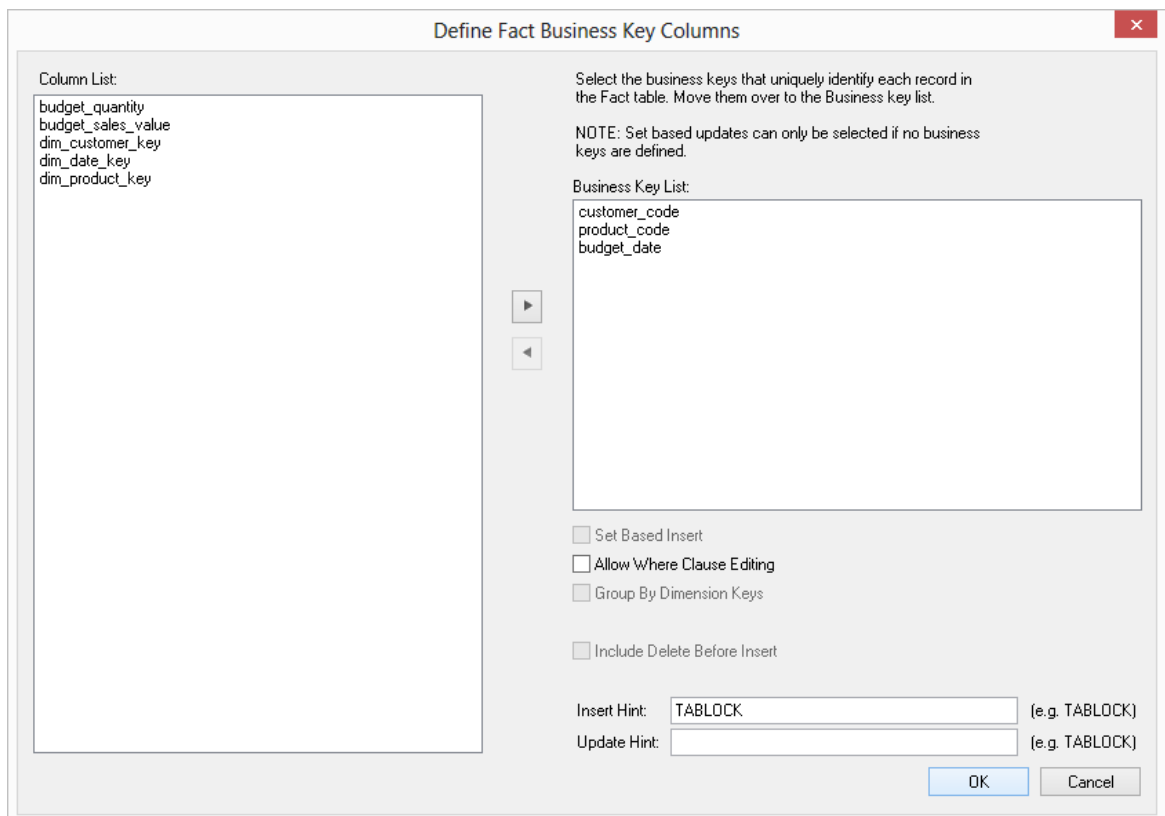 Define Fact Business Key Columns
Column List:
budget_quantity
budget_sales_value
dim_customer_key
dim_date_key
dim_product_key
Select the business keys that uniquely identify each record in
the Fact table. Move them over to the Business key list.
NOTE: Set based updates can only be selected if no business
keys are defined.
Business Key List:
customer_code
product_code
budget_date
Set Based Insert
Allow Where Clause Editing
Group By Dimension Keys
Include Delete Before Insert
Insert Hint: TABLOCK (e.g. TABLOCK)
Update Hint: (e.g. TABLOCK)
OK Cancel